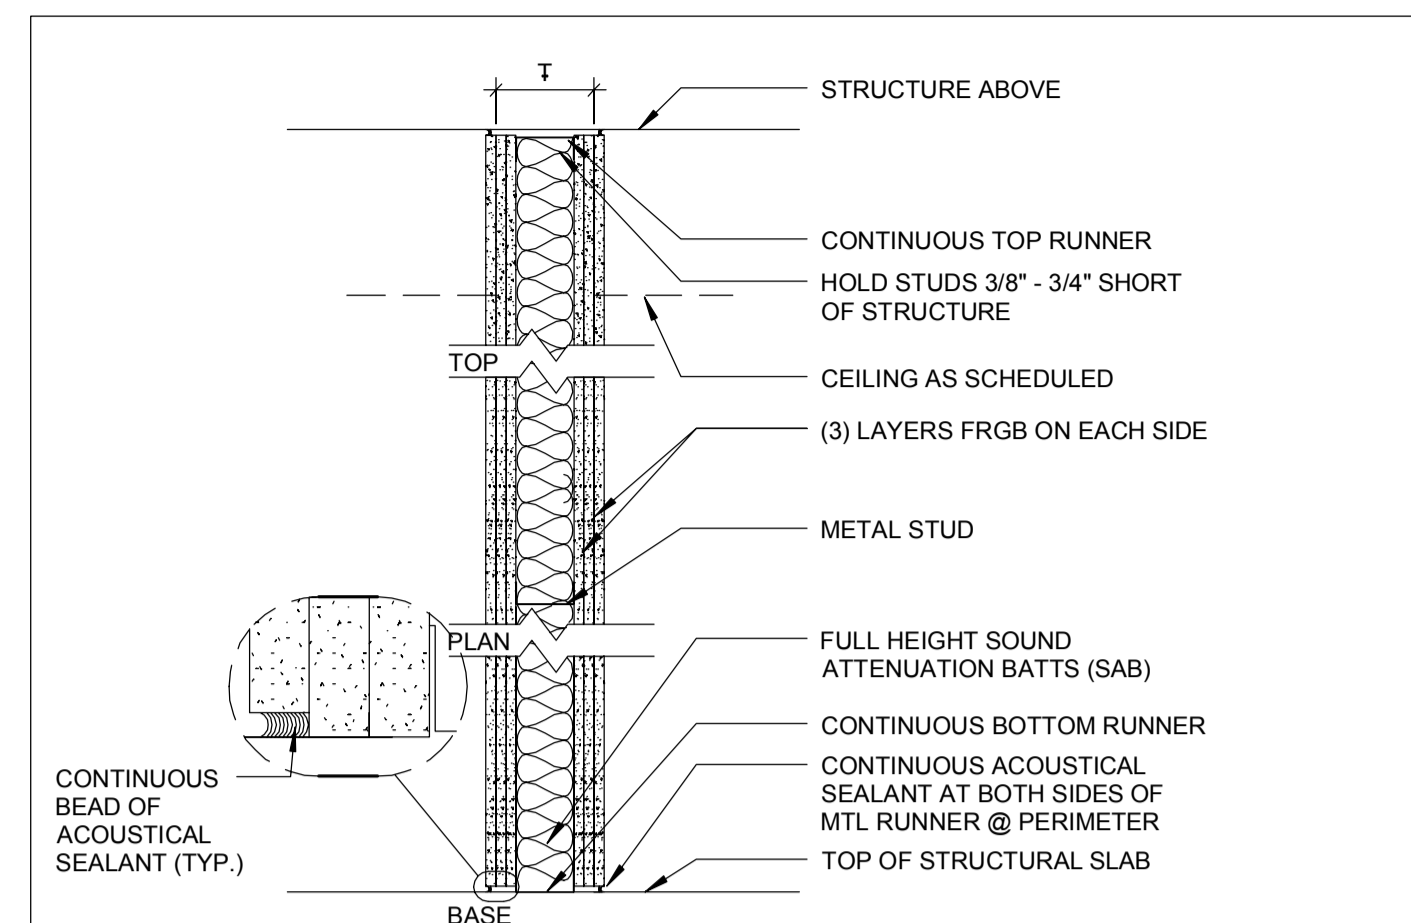 T
STRUCTURE ABOVE
CONTINUOUS TOP RUNNER
HOLD STUDS 3/8" - 3/4" SHORT
OF STRUCTURE
TOP
CEILING AS SCHEDULED
(3) LAYERS FRGB ON EACH SIDE
METAL STUD
PLAN
FULL HEIGHT SOUND
ATTENUATION BATTS (SAB)
CONTINUOUS BOTTOM RUNNER
CONTINUOUS ACOUSTICAL
SEALANT AT BOTH SIDES OF
MTL RUNNER @ PERIMETER
TOP OF STRUCTURAL SLAB
CONTINUOUS
BEAD OF
ACOUSTICAL
SEALANT (TYP.)
BASE